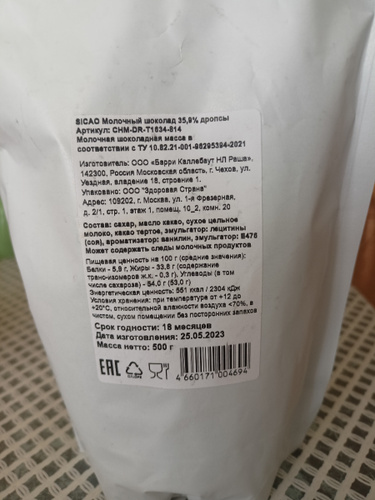 SICAO Молочный шоколад 35,9% дропсы
Артикул: CHM-DR-T1634-814
Молочная шоколадная масса в
соответствии с ТУ 10.82.21-001-98295394-2021
Изготовитель: ООО «Барри Каллебаут НЛ Раша»,
142300, Россия Московская область, г. Чехов, ул.
Уездная, владение 18, строение 1.
Упаковано: ООО "Здоровая Страна"
Адрес: 109202, г. Москва, ул. 1-я Фрезерная,
д. 2/1, стр. 1, этаж 1, помещ. 10_2, комн. 20
Состав: сахар, масло какао, сухое цельное
молоко, какао тертое, эмульгатор: лецитины
(соя), ароматизатор: ванилин, эмульгатор: E476
Может содержать следы молочных продуктов
Пищевая ценность на 100 г (средние значения):
Белки - 5,9 г, Жиры - 33,8 г (содержание
транс-изомеров ж.к. - 0,3 г), Углеводы (в том
числе сахароза) - 54,0 г (53,0 г)
Энергетическая ценность: 551 ккал / 2304 кДж
Условия хранения: при температуре от +12 до
+20°C, относительной влажности воздуха <70%, в
чистом, сухом помещении без посторонних запахов
Срок годности: 18 месяцев
Дата изготовления: 25.05.2023
Масса нетто: 500 г
EAC
4 660171 004694